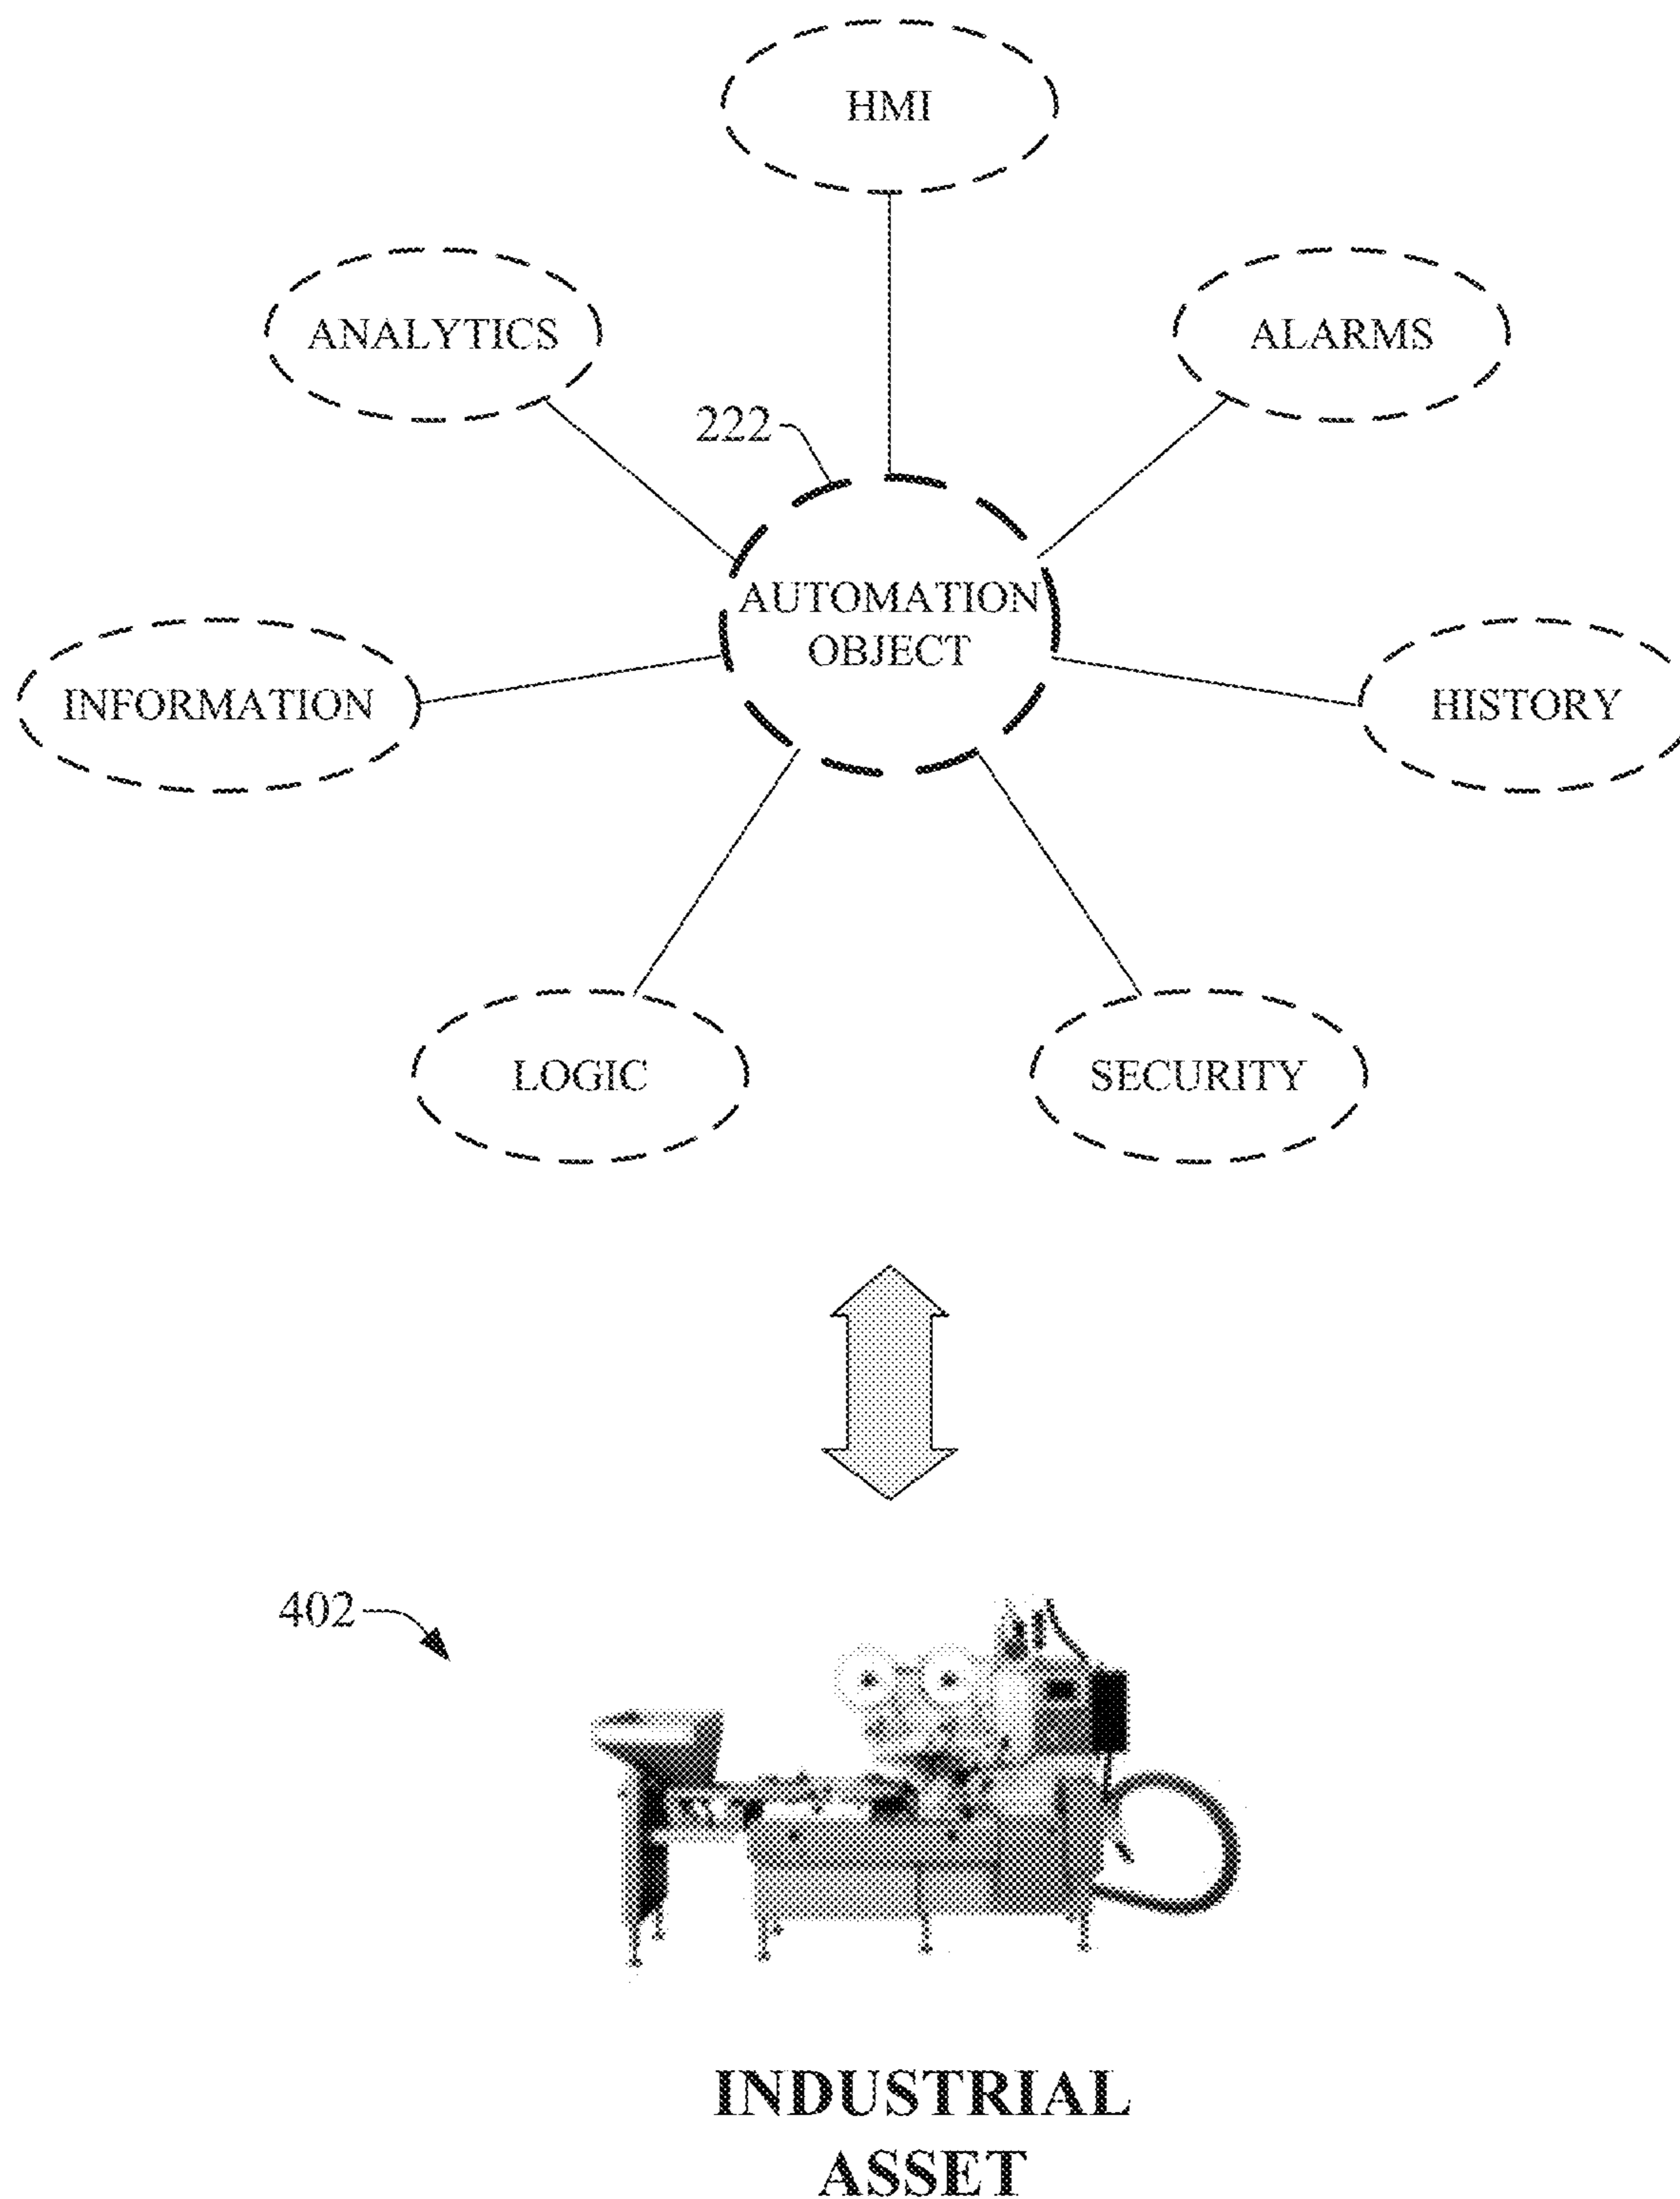 HMI
ANALYTICS
ALARMS
222
AUTOMATION
OBJECT
INFORMATION
HISTORY
LOGIC
SECURITY
402
INDUSTRIAL
ASSET